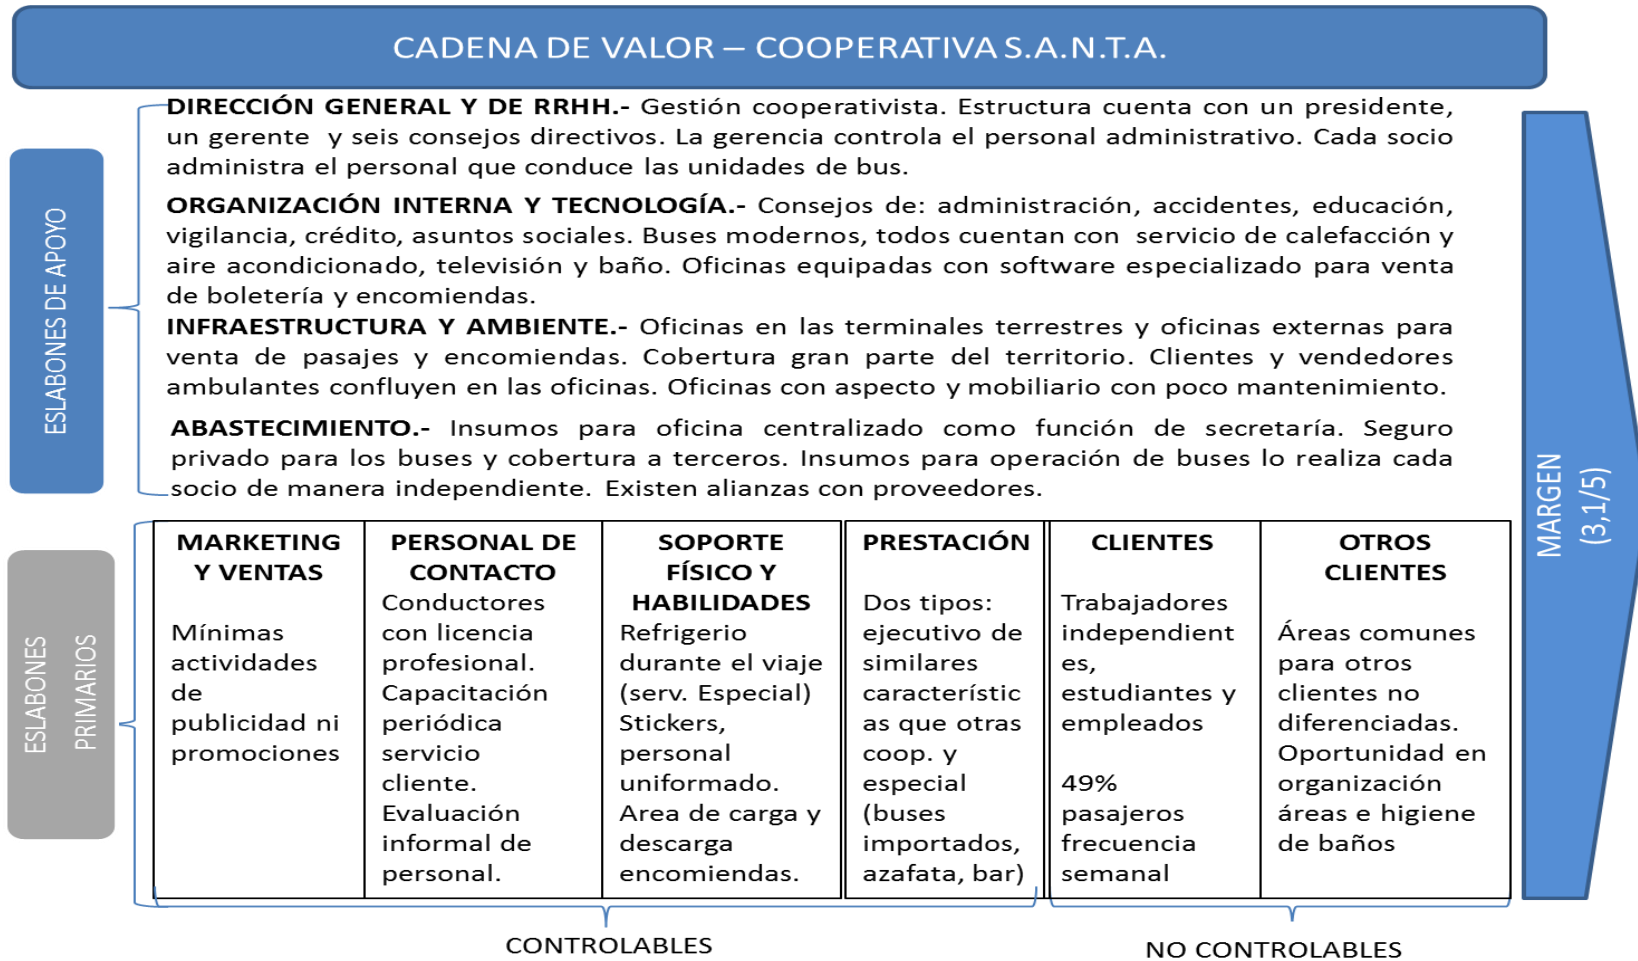 CADENA DE VALOR – COOPERATIVA S.A.N.T.A.
ESLABONES DE APOYO
DIRECCIÓN GENERAL Y DE RRHH.- Gestión cooperativista. Estructura cuenta con un presidente,
un gerente y seis consejos directivos. La gerencia controla el personal administrativo. Cada socio
administra el personal que conduce las unidades de bus.
ORGANIZACIÓN INTERNA Y TECNOLOGÍA.- Consejos de: administración, accidentes, educación,
vigilancia, crédito, asuntos sociales. Buses modernos, todos cuentan con servicio de calefacción y
aire acondicionado, televisión y baño. Oficinas equipadas con software especializado para venta
de boletería y encomiendas.
INFRAESTRUCTURA Y AMBIENTE.- Oficinas en las terminales terrestres y oficinas externas para
venta de pasajes y encomiendas. Cobertura gran parte del territorio. Clientes y vendedores
ambulantes confluyen en las oficinas. Oficinas con aspecto y mobiliario con poco mantenimiento.
ABASTECIMIENTO.- Insumos para oficina centralizado como función de secretaría. Seguro
privado para los buses y cobertura a terceros. Insumos para operación de buses lo realiza cada
socio de manera independiente. Existen alianzas con proveedores.
ESLABONES
PRIMARIOS
MARKETING
Y VENTAS
Mínimas
actividades
de
publicidad ni
promociones
PERSONAL DE
CONTACTO
Conductores
con licencia
profesional.
Capacitación
periódica
servicio
cliente.
Evaluación
informal de
personal.
SOPORTE
FÍSICO Y
HABILIDADES
Refrigerio
durante el viaje
(serv. Especial)
Stickers,
personal
uniformado.
Area de carga y
descarga
encomiendas.
PRESTACIÓN
Dos tipos:
ejecutivo de
similares
característic
as que otras
coop. y
especial
(buses
importados,
azafata, bar)
CLIENTES
Trabajadores
independient
es,
estudiantes y
empleados
49%
pasajeros
frecuencia
semanal
OTROS
CLIENTES
Áreas comunes
para otros
clientes no
diferenciadas.
Oportunidad en
organización
áreas e higiene
de baños
MARGEN
(3,1/5)
CONTROLABLES
NO CONTROLABLES